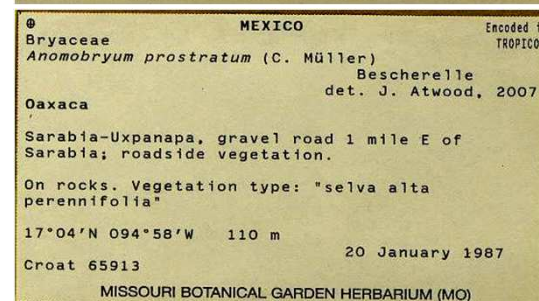 ⊕ MEXICO Encoded
Bryaceae TROPICO
Anomobryum prostratum (C. Müller)
Bescherelle
det. J. Atwood, 2007
Oaxaca
Sarabia-Uxpanapa, gravel road 1 mile E of
Sarabia; roadside vegetation.
On rocks. Vegetation type: "selva alta
perennifolia"
17°04′N 094°58′W 110 m
20 January 1987
Croat 65913
MISSOURI BOTANICAL GARDEN HERBARIUM (MO)